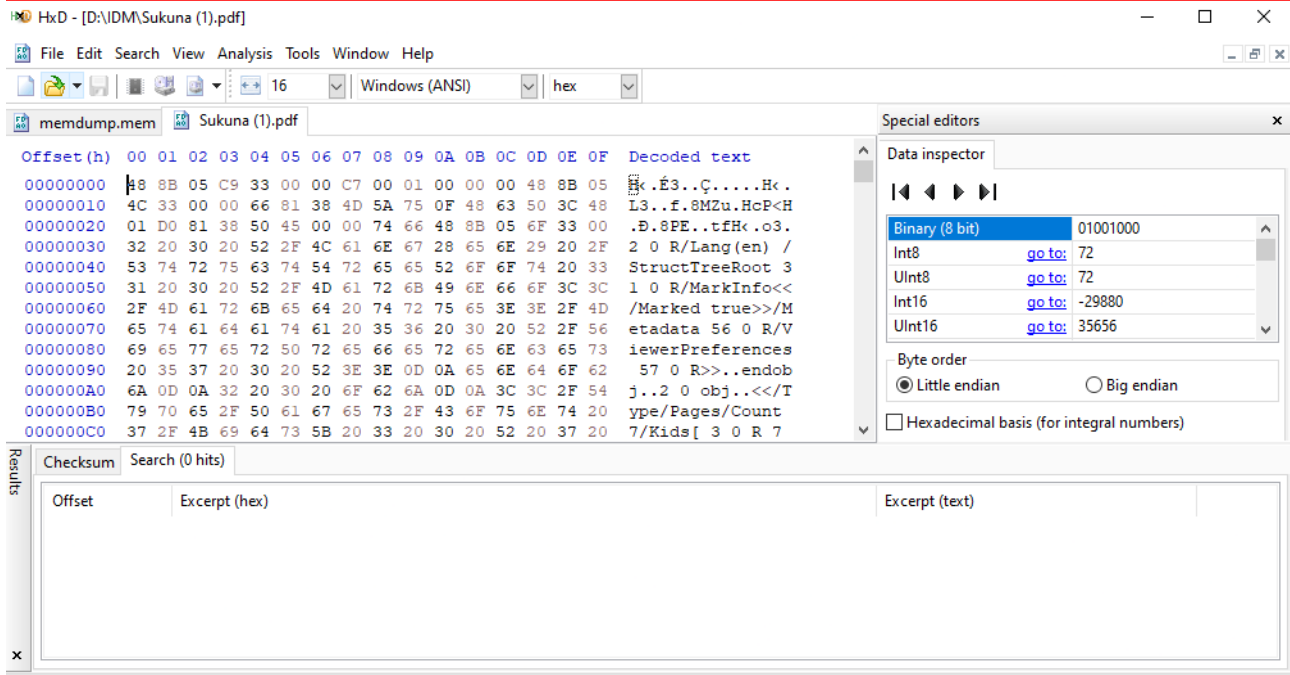 HxD - [D:\IDM\Sukuna (1).pdf]
File Edit Search View Analysis Tools Window Help
16 Windows (ANSI) hex
memdump.mem Sukuna (1).pdf
Offset(h) 00 01 02 03 04 05 06 07 08 09 0A 0B 0C 0D 0E 0F Decoded text
00000000 48 8B 05 C9 33 00 00 C7 00 01 00 00 00 48 8B 05 H‹.É3..Ç.....H‹.
00000010 4C 33 00 00 66 81 38 4D 5A 75 0F 48 63 50 3C 48 L3..f.8MZu.HcP<H
00000020 01 D0 81 38 50 45 00 00 74 66 48 8B 05 6F 33 00 .Ð.8PE..tfH‹.o3.
00000030 32 20 30 20 52 2F 4C 61 6E 67 28 65 6E 29 20 2F 2 0 R/Lang(en) /
00000040 53 74 72 75 63 74 54 72 65 65 52 6F 6F 74 20 33 StructTreeRoot 3
00000050 31 20 30 20 52 2F 4D 61 72 6B 49 6E 66 6F 3C 3C 1 0 R/MarkInfo<<
00000060 2F 4D 61 72 6B 65 64 20 74 72 75 65 3E 3E 2F 4D /Marked true>>/M
00000070 65 74 61 64 61 74 61 20 35 36 20 30 20 52 2F 56 etadata 56 0 R/V
00000080 69 65 77 65 72 50 72 65 66 65 72 65 6E 63 65 73 iewerPreferences
00000090 20 35 37 20 30 20 52 3E 3E 0D 0A 65 6E 64 6F 62 57 0 R>>..endob
000000A0 6A 0D 0A 32 20 30 20 6F 62 6A 0D 0A 3C 3C 2F 54 j..2 0 obj..<</T
000000B0 79 70 65 2F 50 61 67 65 73 2F 43 6F 75 6E 74 20 ype/Pages/Count
000000C0 37 2F 4B 69 64 73 5B 20 33 20 30 20 52 20 37 20 7/Kids[ 3 0 R 7
Special editors
Data inspector
Binary (8 bit) 01001000
Int8 go to: 72
UInt8 go to: 72
Int16 go to: -29880
UInt16 go to: 35656
Byte order
Little endian Big endian
Hexadecimal basis (for integral numbers)
Results
Checksum Search (0 hits)
Offset Excerpt (hex) Excerpt (text)